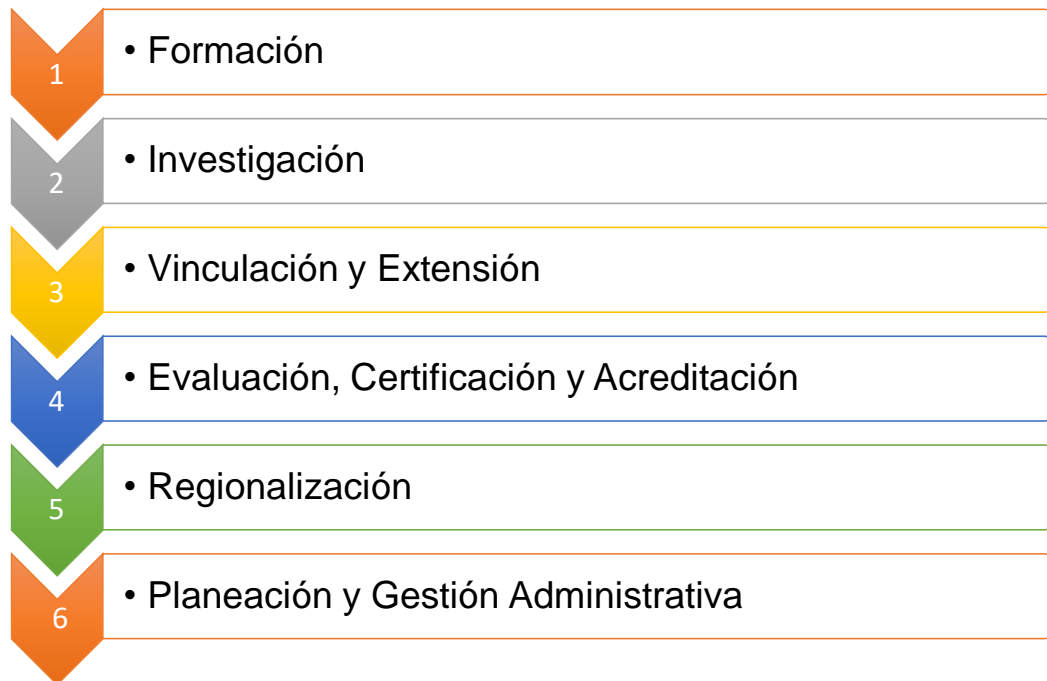 1
• Formación
2
• Investigación
3
• Vinculación y Extensión
4
• Evaluación, Certificación y Acreditación
5
• Regionalización
6
• Planeación y Gestión Administrativa